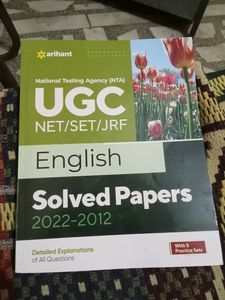 arihant
National Testing Agency (NTA)
UGC
NET/SET/JRF
English
Solved Papers
2022-2012
Detailed Explanations
of All Questions
With 5
Practice Sets